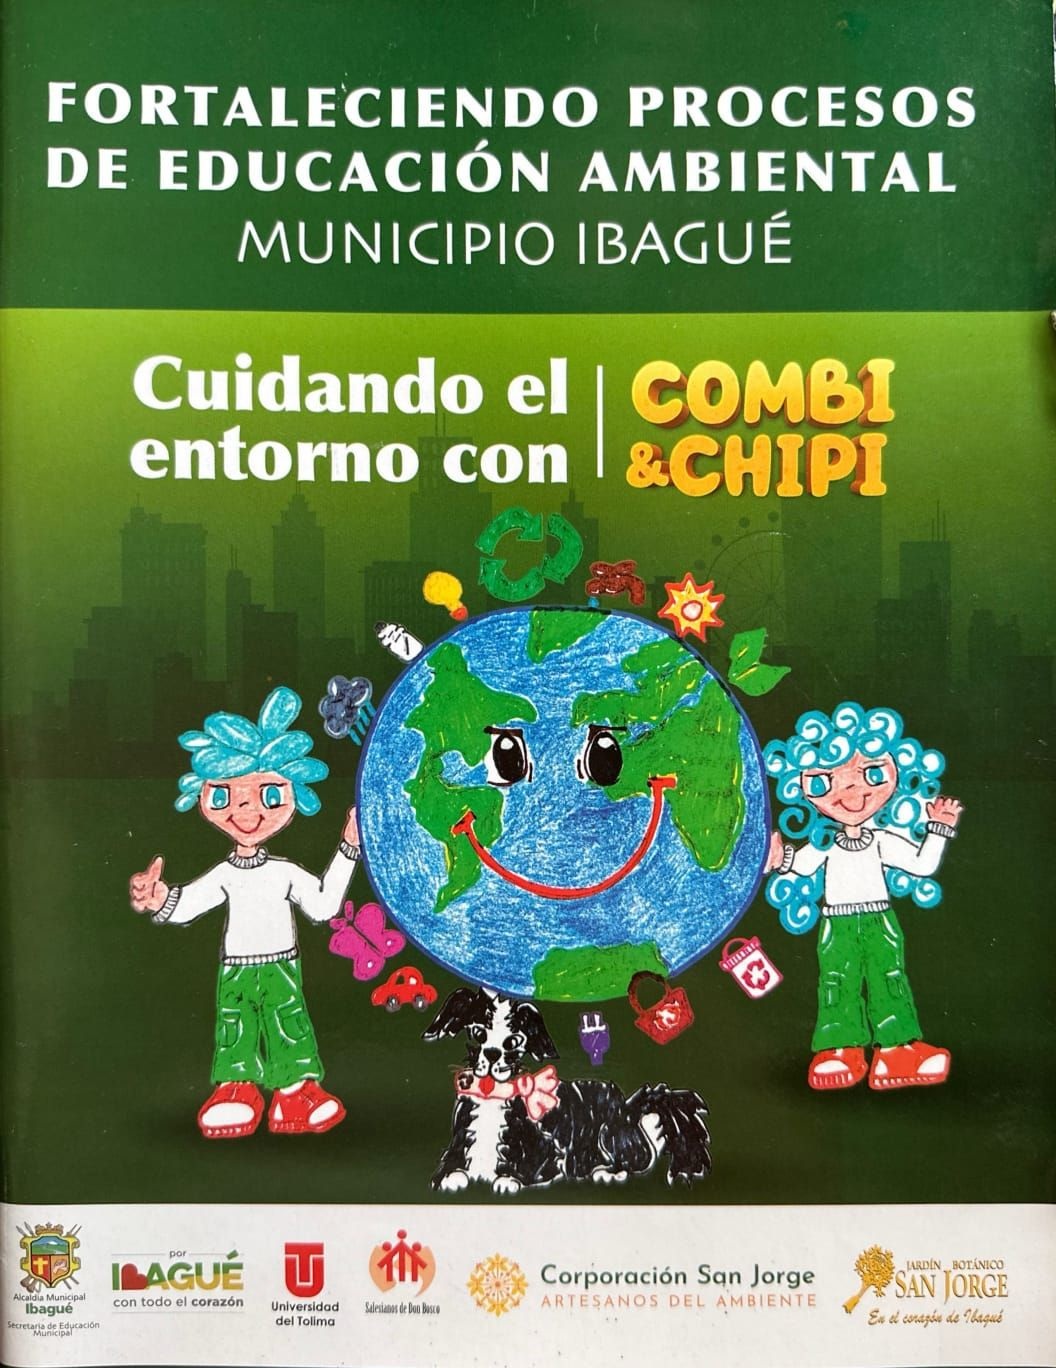 FORTALECIENDO PROCESOS
DE EDUCACIÓN AMBIENTAL
MUNICIPIO IBAGUÉ
Cuidando el
entorno con
COMBI
&CHIPI
Alcaldía Municipal
Ibagué
Secretaría de Educación
Municipal
por
IBAGUÉ
con todo el corazón
Universidad
del Tolima
Salesianos de Don Bosco
Corporación San Jorge
ARTESANOS DEL AMBIENTE
JARDÍN BOTÁNICO
SAN JORGE
En el corazón de Ibagué